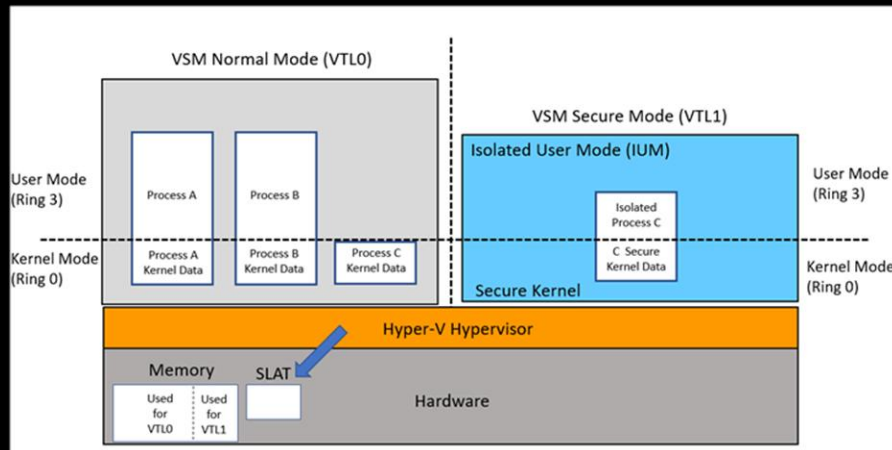 VSM Normal Mode (VTL0)
VSM Secure Mode (VTL1)
Isolated User Mode (IUM)
User Mode
(Ring 3)
Process A
Process B
Isolated
Process C
User Mode
(Ring 3)
Kernel Mode
(Ring 0)
Process A
Kernel Data
Process B
Kernel Data
Process C
Kernel Data
C Secure
Kernel Data
Kernel Mode
(Ring 0)
Secure Kernel
Hyper-V Hypervisor
Memory
SLAT
Used
for
VTL0
Used
for
VTL1
Hardware